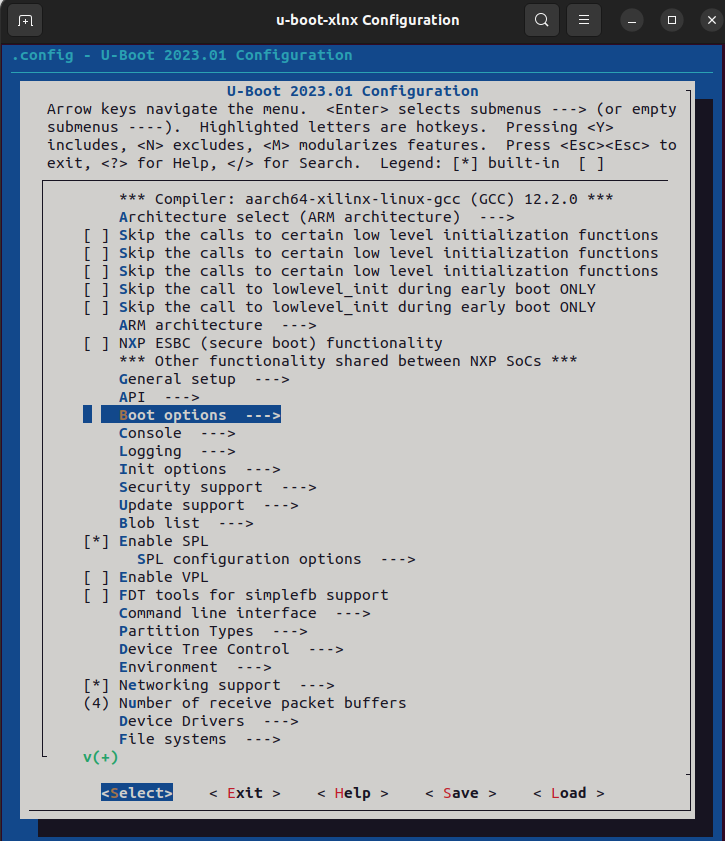 u-boot-xlnx Configuration
.config - U-Boot 2023.01 Configuration
U-Boot 2023.01 Configuration
Arrow keys navigate the menu.  <Enter> selects submenus ---> (or empty
submenus ----).  Highlighted letters are hotkeys.  Pressing <Y>
includes, <N> excludes, <M> modularizes features.  Press <Esc><Esc> to
exit, <?> for Help, </> for Search.  Legend: [*] built-in  [ ]
*** Compiler: aarch64-xilinx-linux-gcc (GCC) 12.2.0 ***
Architecture select (ARM architecture)  --->
[ ] Skip the calls to certain low level initialization functions
[ ] Skip the calls to certain low level initialization functions
[ ] Skip the calls to certain low level initialization functions
[ ] Skip the call to lowlevel_init during early boot ONLY
[ ] Skip the call to lowlevel_init during early boot ONLY
ARM architecture  --->
[ ] NXP ESBC (secure boot) functionality
*** Other functionality shared between NXP SoCs ***
General setup  --->
API  --->
Boot options  --->
Console  --->
Logging  --->
Init options  --->
Security support  --->
Update support  --->
Blob list  --->
[*] Enable SPL
SPL configuration options  --->
[ ] Enable VPL
[ ] FDT tools for simplefb support
Command line interface  --->
Partition Types  --->
Device Tree Control  --->
Environment  --->
[*] Networking support  --->
(4) Number of receive packet buffers
Device Drivers  --->
File systems  --->
v(+)
<Select>    < Exit >    < Help >    < Save >    < Load >